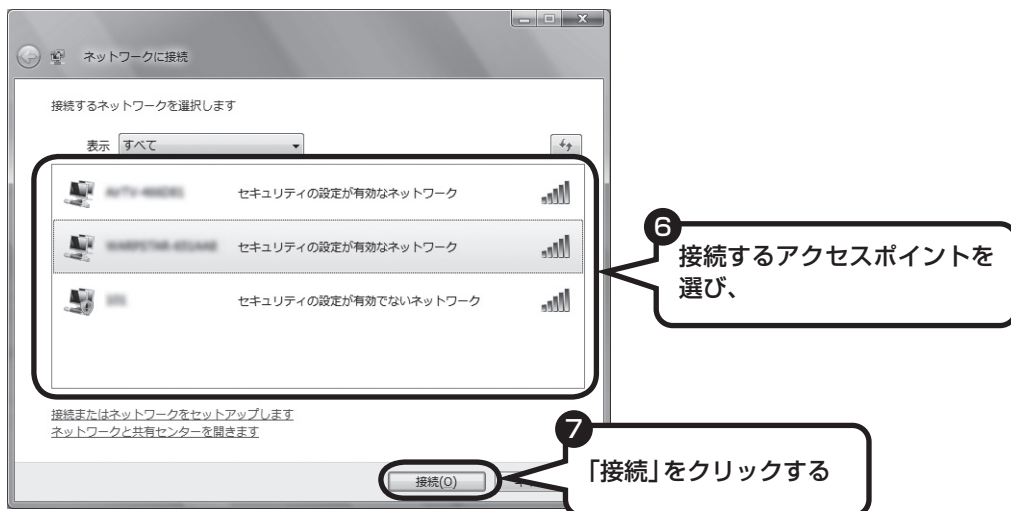 ネットワークに接続
接続するネットワークを選択します
表示 すべて
セキュリティの設定が有効なネットワーク
セキュリティの設定が有効なネットワーク
セキュリティの設定が有効でないネットワーク
6
接続するアクセスポイントを
選び、
接続またはネットワークをセットアップします
ネットワークと共有センターを開きます
7
「接続」をクリックする
接続(O)